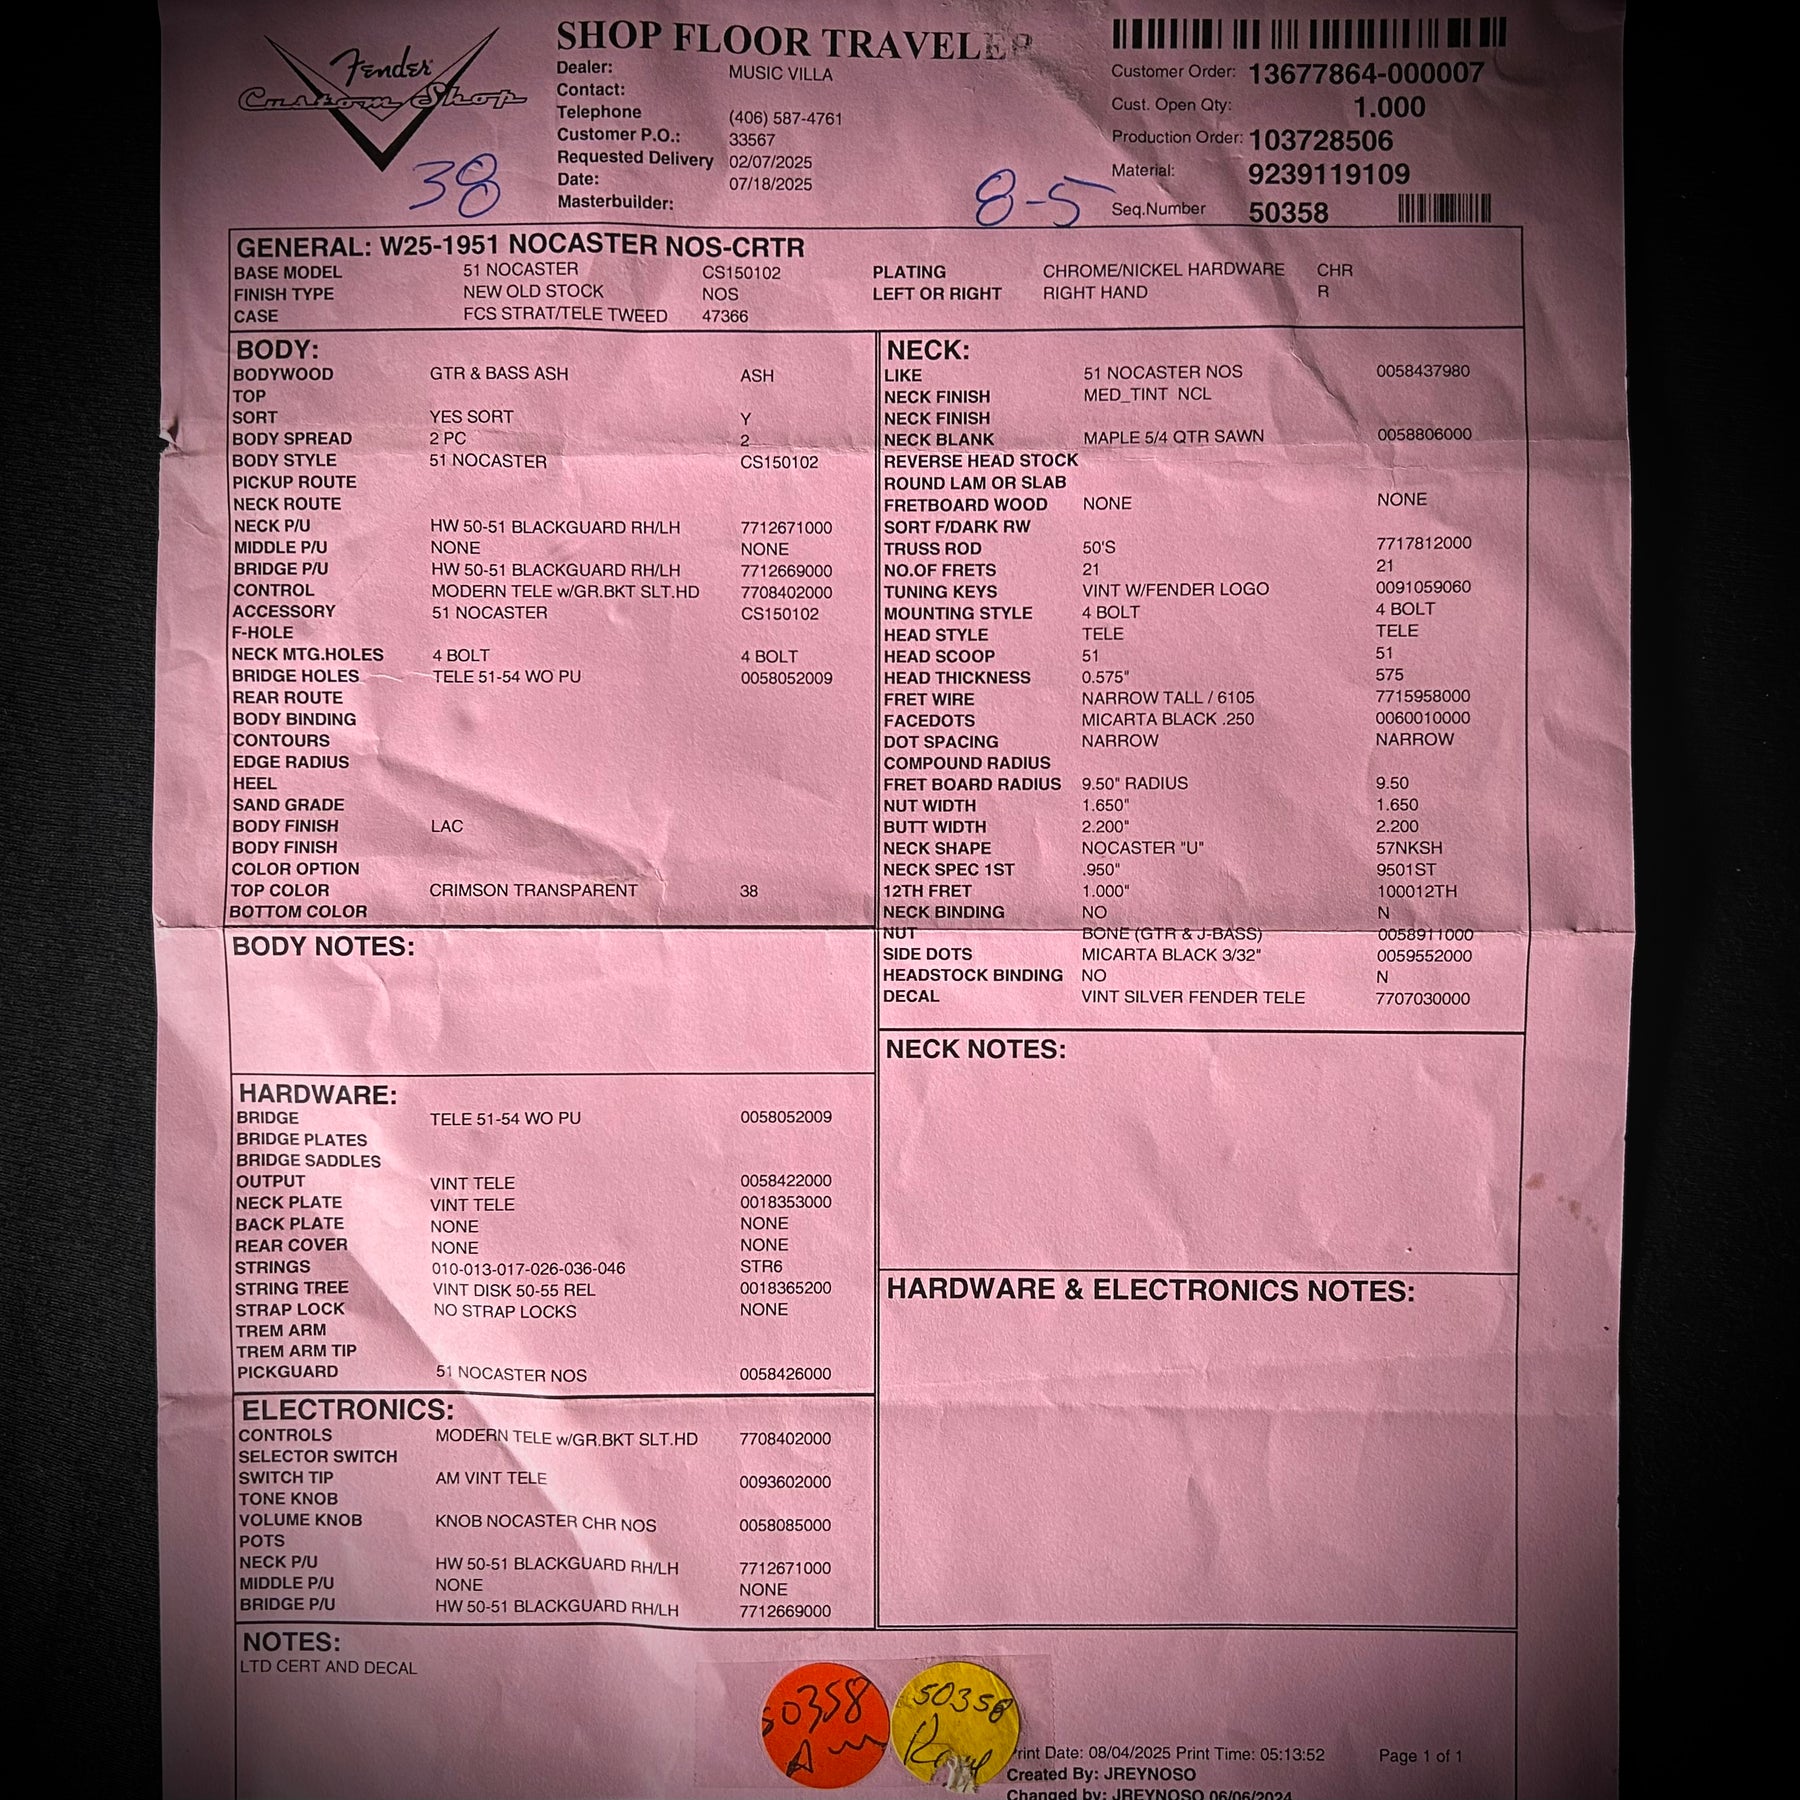 Fender
Custom Shop
SHOP FLOOR TRAVELER
Dealer: MUSIC VILLA
Contact:
Telephone (406) 587-4761
Customer P.O.: 33567
Requested Delivery 02/07/2025
Date: 07/18/2025
Masterbuilder:
Customer Order: 13677864-000007
Cust. Open Qty: 1.000
Production Order: 103728506
Material: 9239119109
Seq.Number 50358
38
8-5
GENERAL: W25-1951 NOCASTER NOS-CRTR
BASE MODEL 51 NOCASTER CS150102 PLATING CHROME/NICKEL HARDWARE CHR
FINISH TYPE NEW OLD STOCK NOS LEFT OR RIGHT RIGHT HAND R
CASE FCS STRAT/TELE TWEED 47366
BODY:
BODYWOOD GTR & BASS ASH ASH
TOP
SORT YES SORT Y
BODY SPREAD 2 PC 2
BODY STYLE 51 NOCASTER CS150102
PICKUP ROUTE
NECK ROUTE
NECK P/U HW 50-51 BLACKGUARD RH/LH 7712671000
MIDDLE P/U NONE NONE
BRIDGE P/U HW 50-51 BLACKGUARD RH/LH 7712669000
CONTROL MODERN TELE w/GR.BKT SLT.HD 7708402000
ACCESSORY 51 NOCASTER CS150102
F-HOLE
NECK MTG.HOLES 4 BOLT 4 BOLT
BRIDGE HOLES TELE 51-54 WO PU 0058052009
REAR ROUTE
BODY BINDING
CONTOURS
EDGE RADIUS
HEEL
SAND GRADE
BODY FINISH LAC
BODY FINISH
COLOR OPTION
TOP COLOR CRIMSON TRANSPARENT 38
BOTTOM COLOR
BODY NOTES:
HARDWARE:
BRIDGE TELE 51-54 WO PU 0058052009
BRIDGE PLATES
BRIDGE SADDLES
OUTPUT VINT TELE 0058422000
NECK PLATE VINT TELE 0018353000
BACK PLATE NONE NONE
REAR COVER NONE NONE
STRINGS 010-013-017-026-036-046 STR6
STRING TREE VINT DISK 50-55 REL 0018365200
STRAP LOCK NO STRAP LOCKS NONE
TREM ARM
TREM ARM TIP
PICKGUARD 51 NOCASTER NOS 0058426000
ELECTRONICS:
CONTROLS MODERN TELE w/GR.BKT SLT.HD 7708402000
SELECTOR SWITCH
SWITCH TIP AM VINT TELE 0093602000
TONE KNOB
VOLUME KNOB KNOB NOCASTER CHR NOS 0058085000
POTS
NECK P/U HW 50-51 BLACKGUARD RH/LH 7712671000
MIDDLE P/U NONE NONE
BRIDGE P/U HW 50-51 BLACKGUARD RH/LH 7712669000
NECK:
LIKE 51 NOCASTER NOS 0058437980
NECK FINISH MED_TINT NCL
NECK FINISH
NECK BLANK MAPLE 5/4 QTR SAWN 0058806000
REVERSE HEAD STOCK
ROUND LAM OR SLAB
FRETBOARD WOOD NONE NONE
SORT F/DARK RW
TRUSS ROD 50'S 7717812000
NO.OF FRETS 21 21
TUNING KEYS VINT W/FENDER LOGO 0091059060
MOUNTING STYLE 4 BOLT 4 BOLT
HEAD STYLE TELE TELE
HEAD SCOOP 51 51
HEAD THICKNESS 0.575" 575
FRET WIRE NARROW TALL / 6105 7715958000
FACEDOTS MICARTA BLACK .250 0060010000
DOT SPACING NARROW NARROW
COMPOUND RADIUS
FRET BOARD RADIUS 9.50" RADIUS 9.50
NUT WIDTH 1.650" 1.650
BUTT WIDTH 2.200" 2.200
NECK SHAPE NOCASTER "U" 57NKSH
NECK SPEC 1ST .950" 9501ST
12TH FRET 1.000" 100012TH
NECK BINDING NO N
NUT BONE (GTR & J-BASS) 0058911000
SIDE DOTS MICARTA BLACK 3/32" 0059552000
HEADSTOCK BINDING NO N
DECAL VINT SILVER FENDER TELE 7707030000
NECK NOTES:
HARDWARE & ELECTRONICS NOTES:
NOTES:
LTD CERT AND DECAL
50358
50358
Print Date: 08/04/2025 Print Time: 05:13:52 Page 1 of 1
Created By: JREYNOSO
Changed by: JREYNOSO 06/06/2024